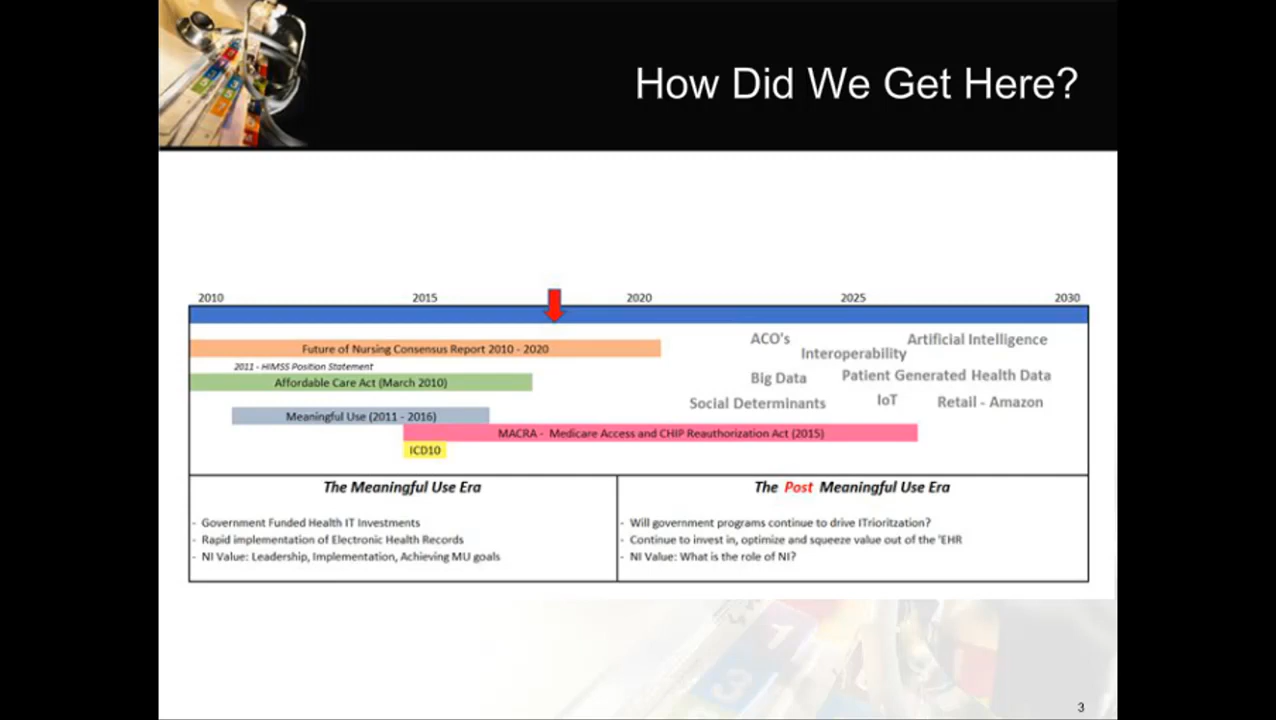 How Did We Get Here?
2010 2015 2020 2025 2030
Future of Nursing Consensus Report 2010 - 2020
2011 - HIMSS Position Statement
Affordable Care Act (March 2010)
Meaningful Use (2011 - 2016)
MACRA - Medicare Access and CHIP Reauthorization Act (2015)
ICD10
ACO's
Artificial Intelligence
Interoperability
Big Data
Patient Generated Health Data
Social Determinants
IoT
Retail - Amazon
The Meaningful Use Era
- Government Funded Health IT Investments
- Rapid implementation of Electronic Health Records
- NI Value: Leadership, Implementation, Achieving MU goals
The Post Meaningful Use Era
- Will government programs continue to drive ITrioritzation?
- Continue to invest in, optimize and squeeze value out of the 'EHR
- NI Value: What is the role of NI?
3